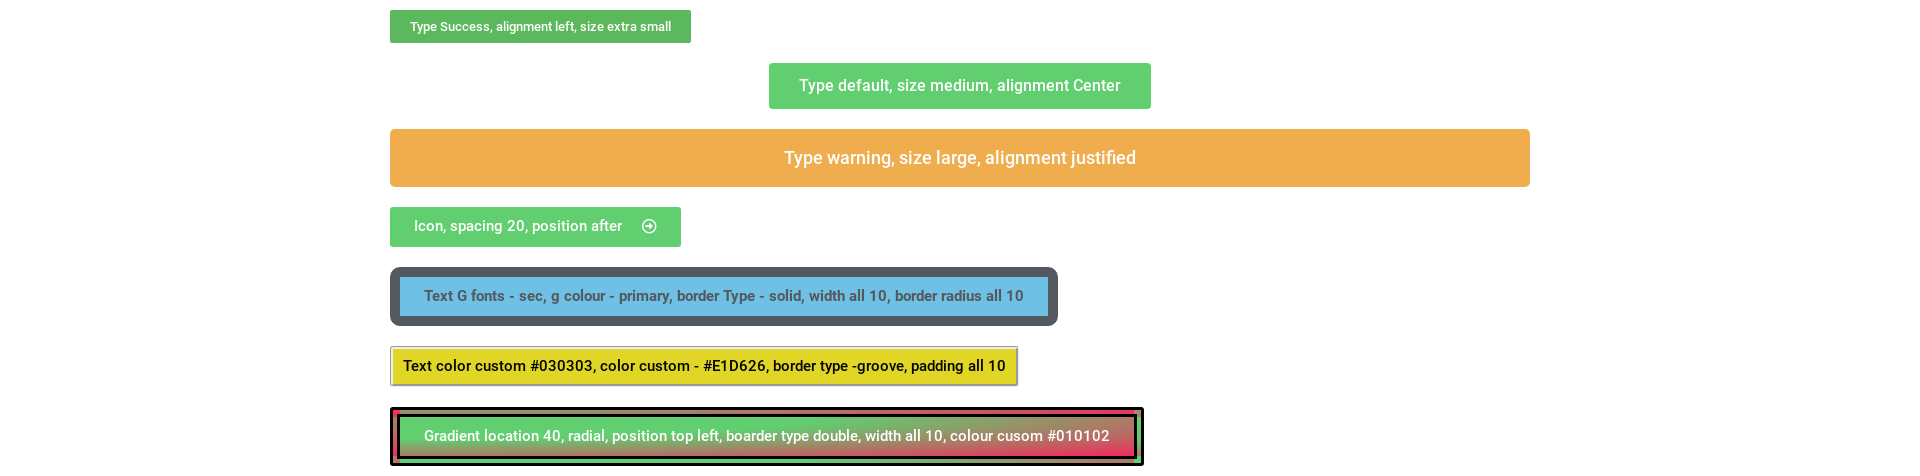 Type Success, alignment left, size extra small
Type default, size medium, alignment Center
Type warning, size large, alignment justified
Icon, spacing 20, position after
Text G fonts - sec, g colour - primary, border Type - solid, width all 10, border radius all 10
Text color custom #030303, color custom - #E1D626, border type -groove, padding all 10
Gradient location 40, radial, position top left, boarder type double, width all 10, colour cusom #010102